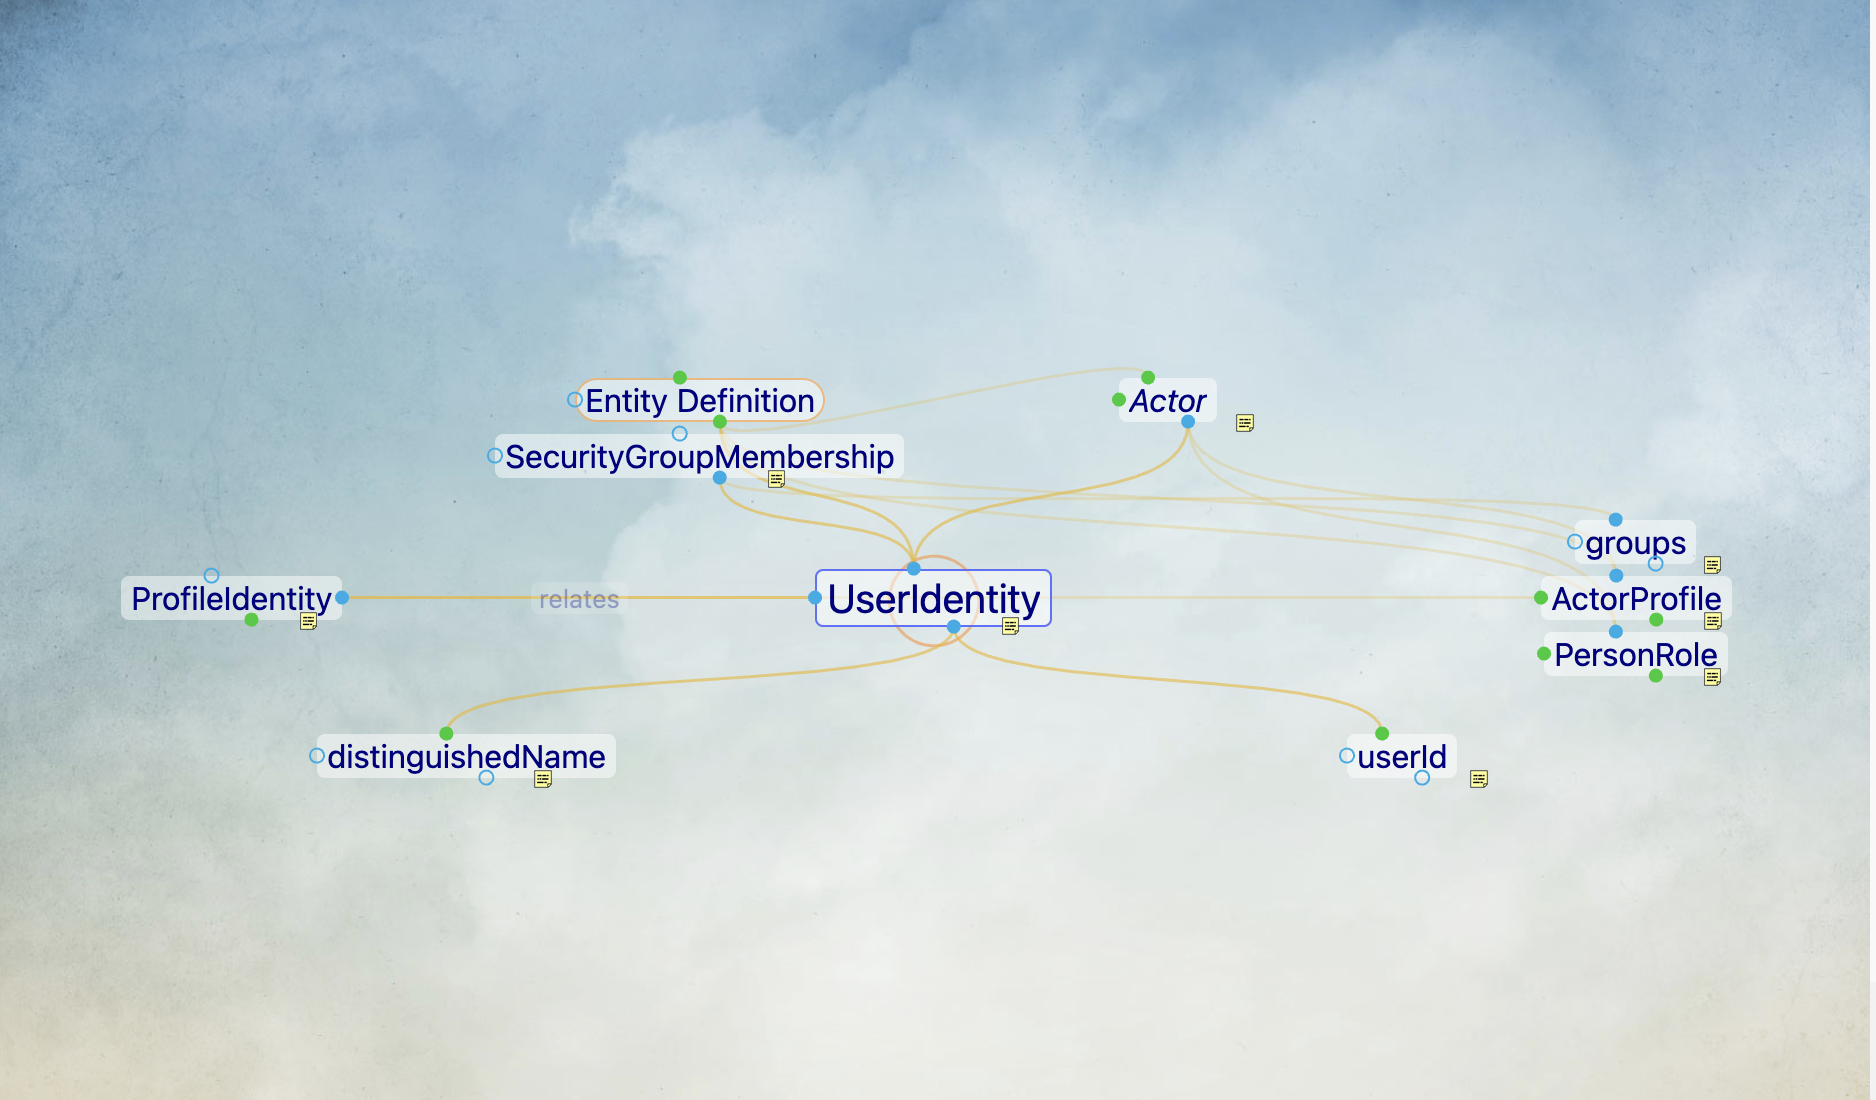 Entity Definition
Actor
SecurityGroupMembership
groups
ProfileIdentity
relates
UserIdentity
ActorProfile
PersonRole
distinguishedName
userId